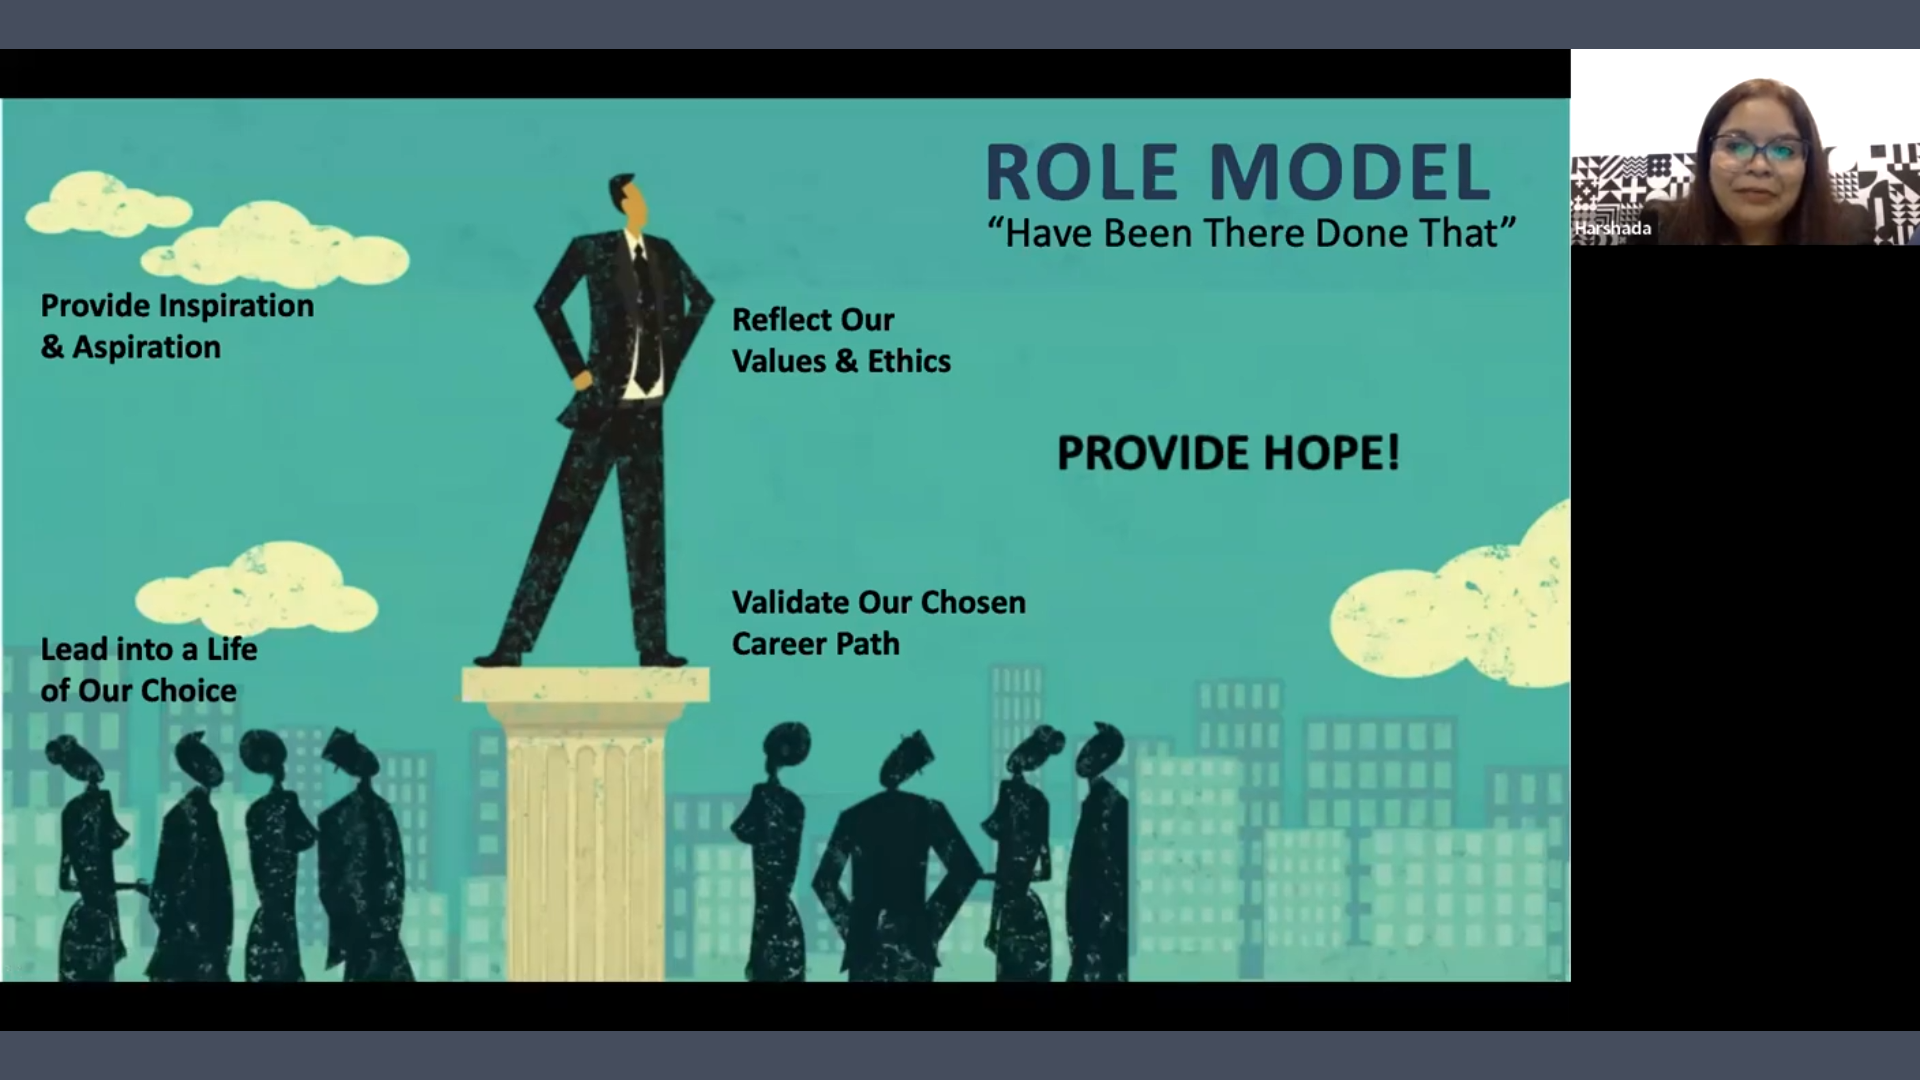 ROLE MODEL
“Have Been There Done That”
Harshada
Provide Inspiration
& Aspiration
Reflect Our
Values & Ethics
PROVIDE HOPE!
Validate Our Chosen
Career Path
Lead into a Life
of Our Choice